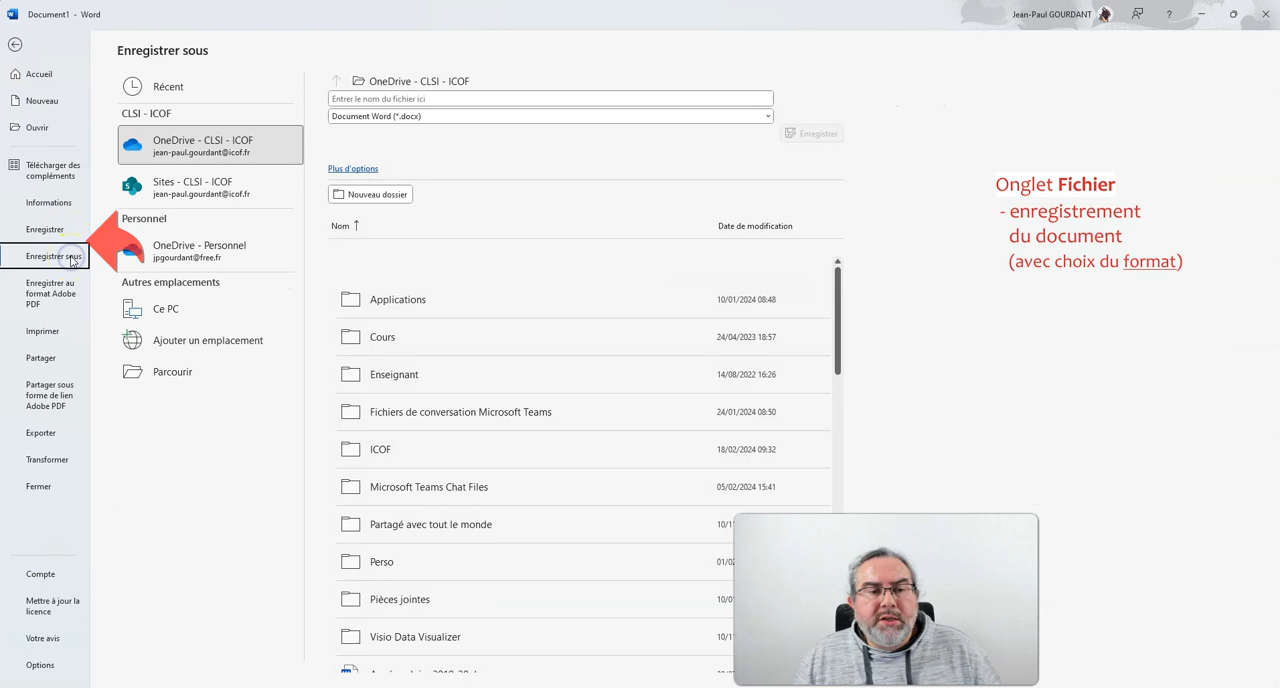 Document1 - Word
Jean-Paul GOURDANT
?
Accueil
Nouveau
Ouvrir
Télécharger des
compléments
Informations
Enregistrer
Enregistrer sous
Enregistrer au
format Adobe
PDF
Imprimer
Partager
Partager sous
forme de lien
Adobe PDF
Exporter
Transformer
Fermer
Compte
Mettre à jour la
licence
Votre avis
Options
Enregistrer sous
Récent
CLSI - ICOF
OneDrive - CLSI - ICOF
jean-paul.gourdant@icof.fr
Sites - CLSI - ICOF
jean-paul.gourdant@icof.fr
Personnel
OneDrive - Personnel
jpgourdant@free.fr
Autres emplacements
Ce PC
Ajouter un emplacement
Parcourir
OneDrive - CLSI - ICOF
Entrer le nom du fichier ici
Document Word (*.docx)
Enregistrer
Plus d'options
Nouveau dossier
Nom Date de modification
Applications 10/01/2024 08:48
Cours 24/04/2023 18:57
Enseignant 14/08/2022 16:26
Fichiers de conversation Microsoft Teams 24/01/2024 08:50
ICOF 18/02/2024 09:32
Microsoft Teams Chat Files 05/02/2024 15:41
Partagé avec tout le monde
Perso
Pièces jointes
Visio Data Visualizer
Onglet Fichier
- enregistrement
du document
(avec choix du format)